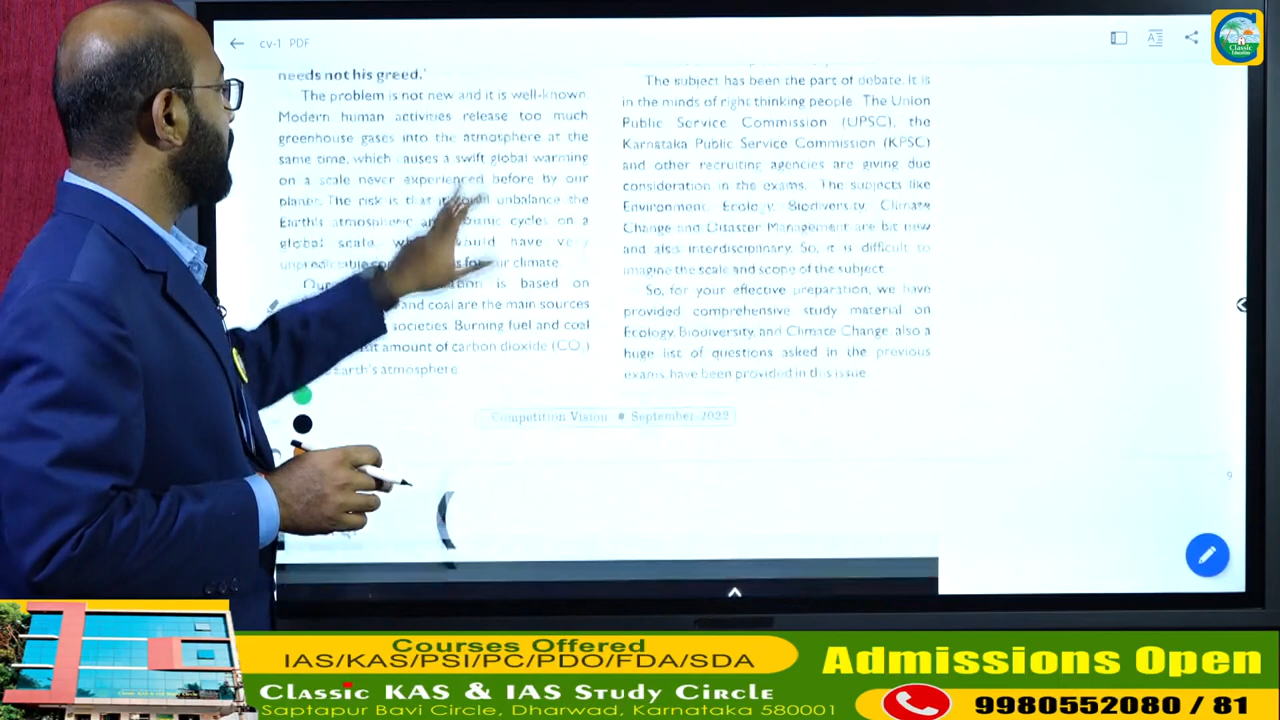 cv-1 PDF
Classic
Education
needs not his greed.'
The problem is not new and it is well-known.
Modern human activities release too much
greenhouse gases into the atmosphere at the
same time, which causes a swift global warming
on a scale never experienced before by our
planet. The risk is that it unbalance the
Earth's atmospheric cycles on a
global scale, would have very
for our climate.
is based on
and coal are the main sources
societies. Burning fuel and coal
amount of carbon dioxide (CO₂)
Earth's atmosphere.
The subject has been the part of debate. It is
in the minds of right thinking people. The Union
Public Service Commission (UPSC), the
Karnataka Public Service Commission (KPSC)
and other recruiting agencies are giving due
consideration in the exams. The subjects like
Environment, Ecology, Biodiversity, Climate
Change and Disaster Management are bit new
and also interdisciplinary. So, it is difficult to
imagine the scale and scope of the subject.
So, for your effective preparation, we have
provided comprehensive study material on
Ecology, Biodiversity, and Climate Change, also a
huge list of questions asked in the previous
exams have been provided in this issue.
Competition Vision ● September-2022
9
Courses Offered
IAS/KAS/PSI/PC/PDO/FDA/SDA
Classic KAS & IAS Study Circle
Saptapur Bavi Circle, Dharwad, Karnataka 580001
Admissions Open
9980552080 / 81